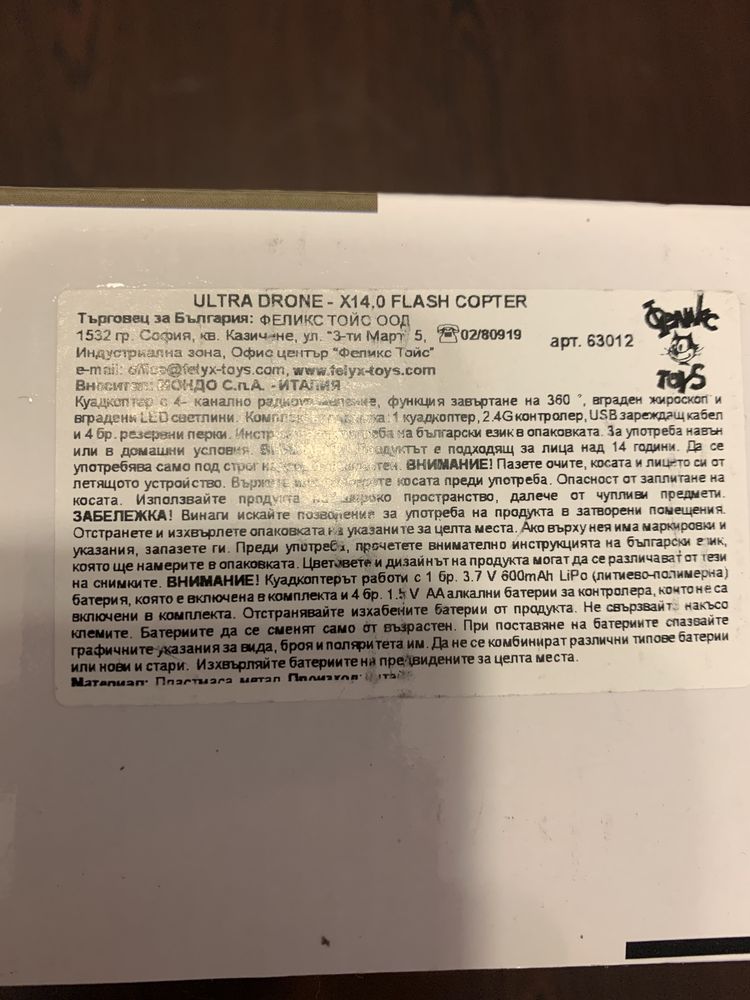 ULTRA DRONE - X14.0 FLASH COPTER
Търговец за България: ФЕЛИКС ТОЙС ООД
1532 гр. София, кв. Казичене, ул. "3-ти Март" 5, ☎02/80919
Индустриална зона, Офис център "Феликс Тойс"
e-mail: office@felyx-toys.com, www.felyx-toys.com
Вносител: МОНДО С.п.А. - ИТАЛИЯ
арт. 63012
ФЕЛИКС
TOYS
Куадкоптер с 4- канално функция завъртане на 360 °, вграден жироскоп и
вградени LED светлини. 1 куадкоптер, 2.4G контролер, USB зареждащ кабел
и 4 бр. резервни перки. на български език в опаковката. За употреба навън
или в домашни условия. е подходящ за лица над 14 години. Да се
употребява само под ВНИМАНИЕ! Пазете очите, косата и лицето си от
летящото устройство. косата преди употреба. Опасност от заплитане на
косата. Използвайте продукта на широко пространство, далече от чупливи предмети.
ЗАБЕЛЕЖКА! Винаги искайте позволение за употреба на продукта в затворени помещения.
Отстранете и изхвърлете опаковката на указаните за целта места. Ако върху нея има маркировки и
указания, запазете ги. Преди употреба, прочетете внимателно инструкцията на български език,
която ще намерите в опаковката. Цветовете и дизайнът на продукта могат да се различават от тези
на снимките. ВНИМАНИЕ! Куадкоптерът работи с 1 бр. 3.7 V 600mAh LiPo (литиево-полимерна)
батерия, която е включена в комплекта и 4 бр. 1.5 V AA алкални батерии за контролера, които не са
включени в комплекта. Отстранявайте изхабените батерии от продукта. Не свързвайте накъсо
клемите. Батериите да се сменят само от възрастен. При поставяне на батериите спазвайте
графичните указания за вида, броя и поляритета им. Да не се комбинират различни типове батерии
или нови и стари. Изхвърляйте батериите на предвидените за целта места.
Материал: Пластмаса, метал Произход: Китай